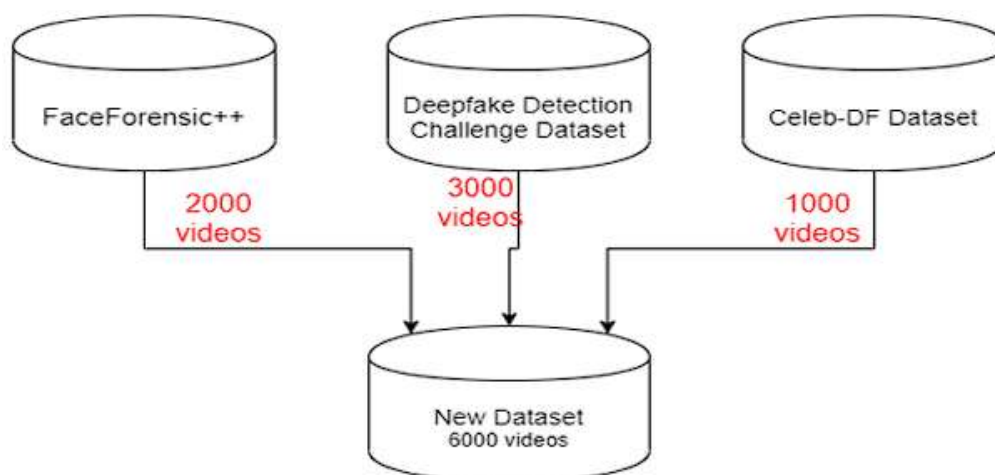 FaceForensic++
Deepfake Detection
Challenge Dataset
Celeb-DF Dataset
2000
videos
3000
videos
1000
videos
New Dataset
6000 videos